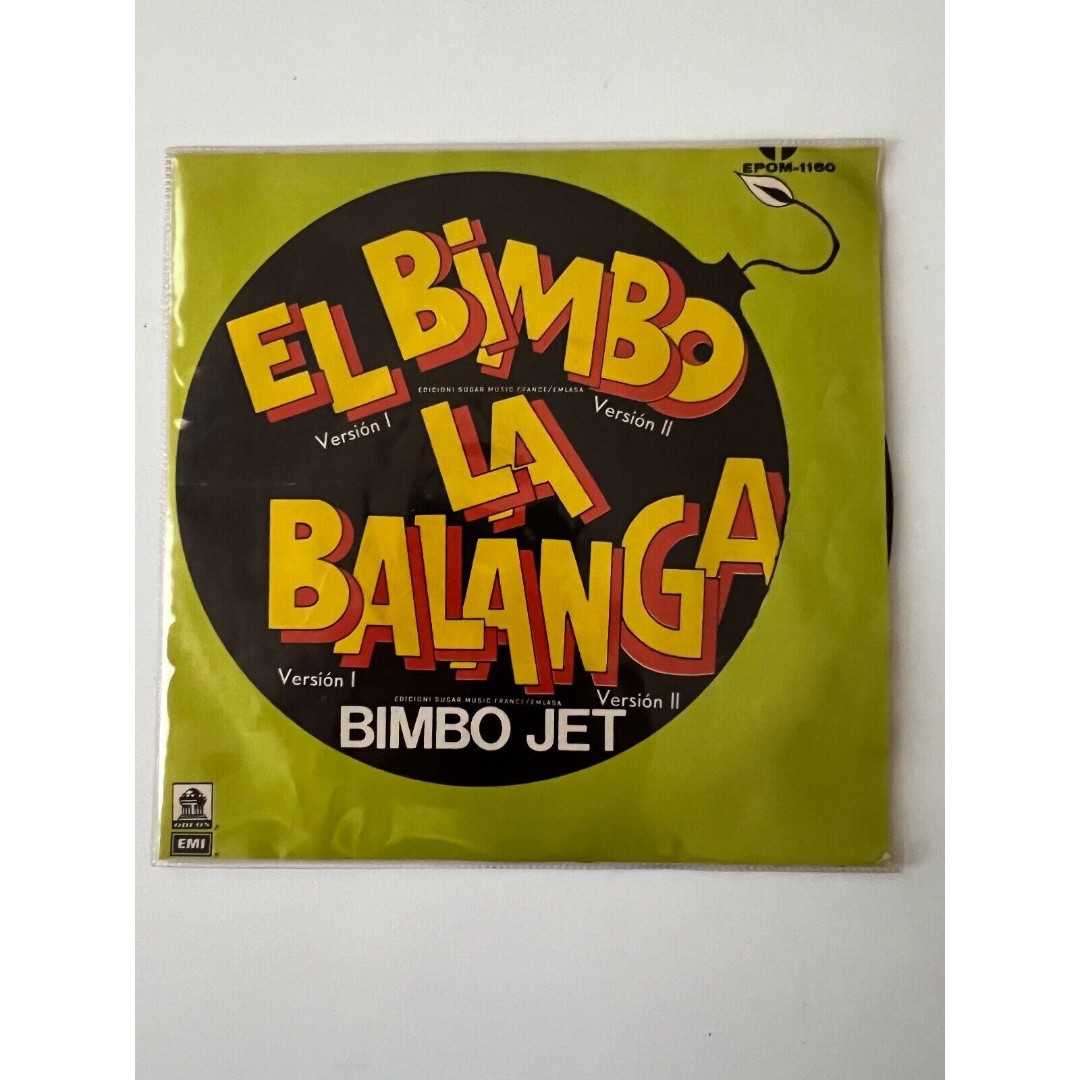 EPOM-1160
EL BiMBO
EDICIONI SUGAR MUSIC FRANCE/EMLASA
Versión I
Versión II
LA
BALANGA
Versión I
Versión II
EDICIONI SUGAR MUSIC FRANCE/EMLASA
BIMBO JET
ODEON
EMI